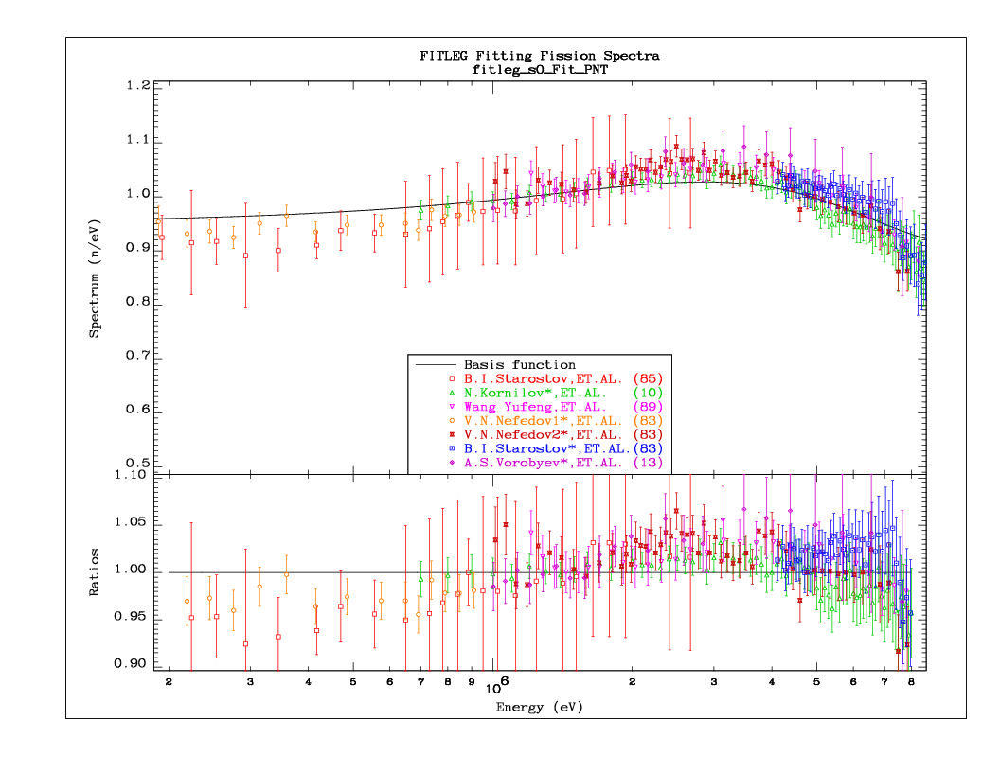 FITLEG Fitting Fission Spectra
fitleg_s0_Fit_PNT
1.2
1.1
1.0
0.9
0.8
0.7
0.6
0.5
Spectrum (n/eV)
Basis function
B.I.Starostov,ET.AL. (85)
N.Kornilov*,ET.AL. (10)
Wang Yufeng,ET.AL. (89)
V.N.Nefedov1*,ET.AL. (83)
V.N.Nefedov2*,ET.AL. (83)
B.I.Starostov*,ET.AL.(83)
A.S.Vorobyev*,ET.AL. (13)
1.10
1.05
1.00
0.95
0.90
Ratios
2 3 4 5 6 7 8 9 10^6 2 3 4 5 6 7 8
Energy (eV)